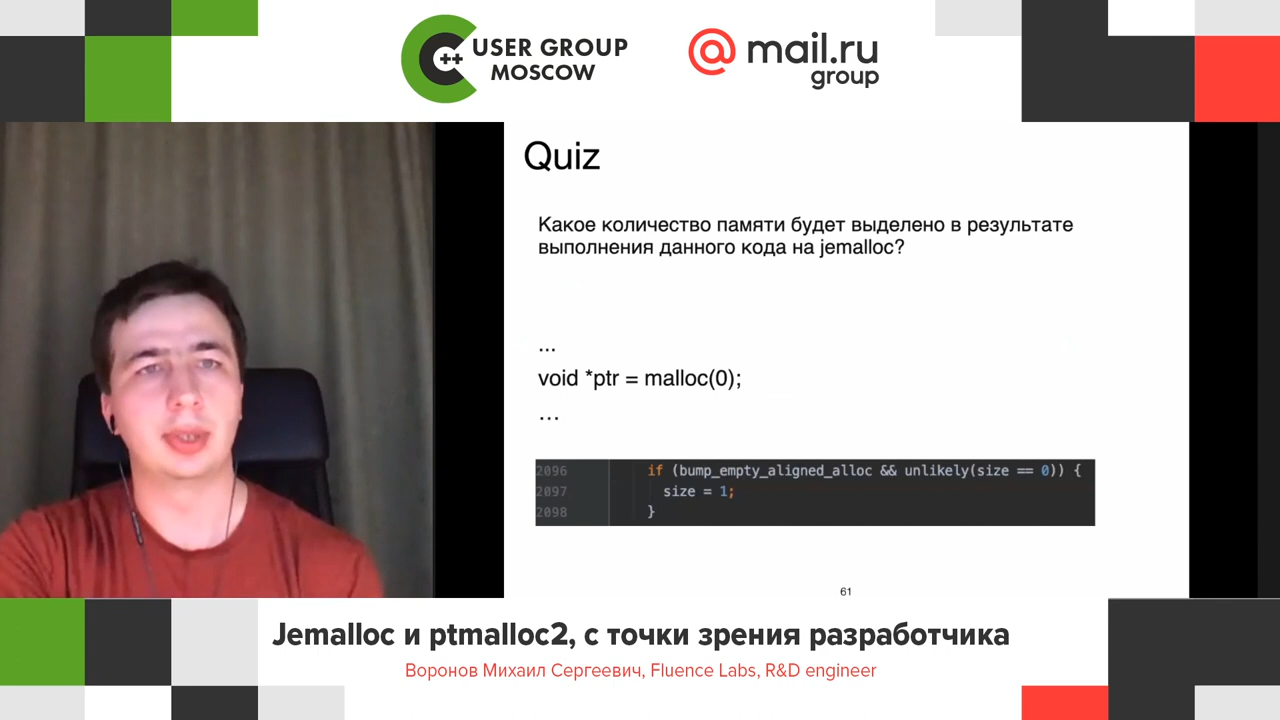 C++ USER GROUP
MOSCOW
@mail.ru
group
Quiz
Какое количество памяти будет выделено в результате
выполнения данного кода на jemalloc?
...
void *ptr = malloc(0);
...
2096 if (bump_empty_aligned_alloc && unlikely(size == 0)) {
2097 size = 1;
2098 }
61
Jemalloc и ptmalloc2, с точки зрения разработчика
Воронов Михаил Сергеевич, Fluence Labs, R&D engineer